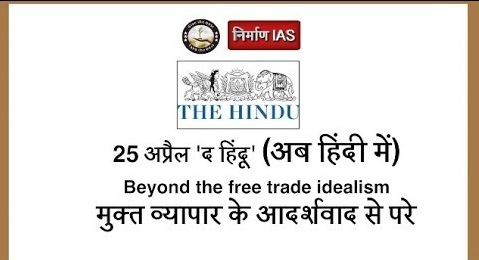 निर्माण IAS
THE HINDU
25 अप्रैल 'द हिंदू' (अब हिंदी में)
Beyond the free trade idealism
मुक्त व्यापार के आदर्शवाद से परे